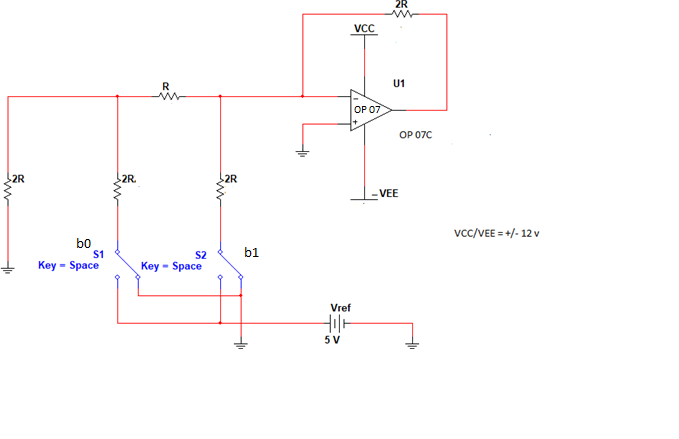 2R
VCC
R
U1
OP 07
OP 07C
2R
2R.
2R
-VEE
VCC/VEE = +/- 12 v
b0
S1
Key = Space
S2
Key = Space
b1
Vref
5 V